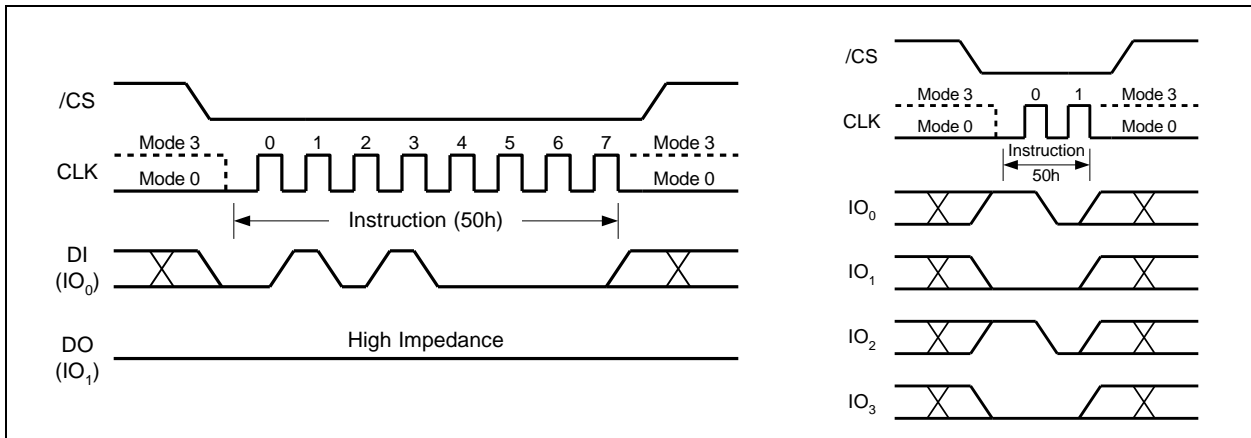 /CS
Mode 3 0 1 2 3 4 5 6 7 Mode 3
CLK Mode 0 Mode 0
Instruction (50h)
DI
(IO0)
DO High Impedance
(IO1)
/CS
Mode 3 0 1 Mode 3
CLK Mode 0 Mode 0
Instruction
50h
IO0
IO1
IO2
IO3